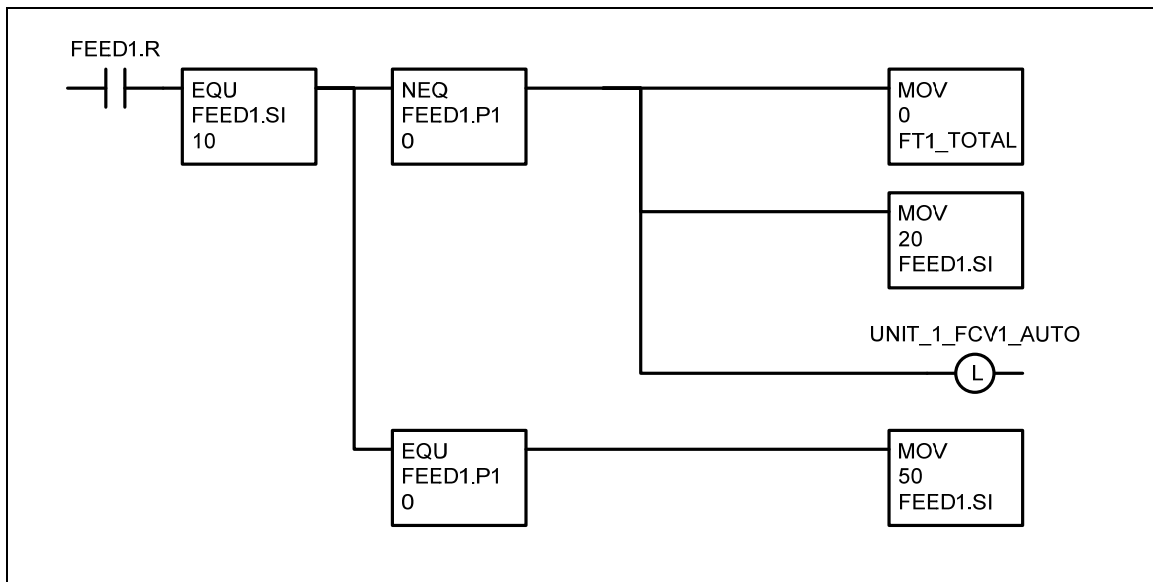 FEED1.R
EQU
FEED1.SI
10
NEQ
FEED1.P1
0
MOV
0
FT1_TOTAL
MOV
20
FEED1.SI
UNIT_1_FCV1_AUTO
L
EQU
FEED1.P1
0
MOV
50
FEED1.SI